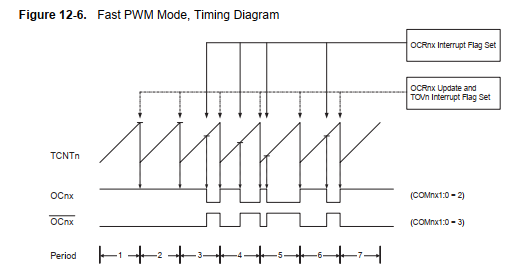 Figure 12-6. Fast PWM Mode, Timing Diagram
OCRnx Interrupt Flag Set
OCRnx Update and
TOVn Interrupt Flag Set
TCNTn
OCnx
(COMnx1:0 = 2)
OCnx
(COMnx1:0 = 3)
Period
1 2 3 4 5 6 7